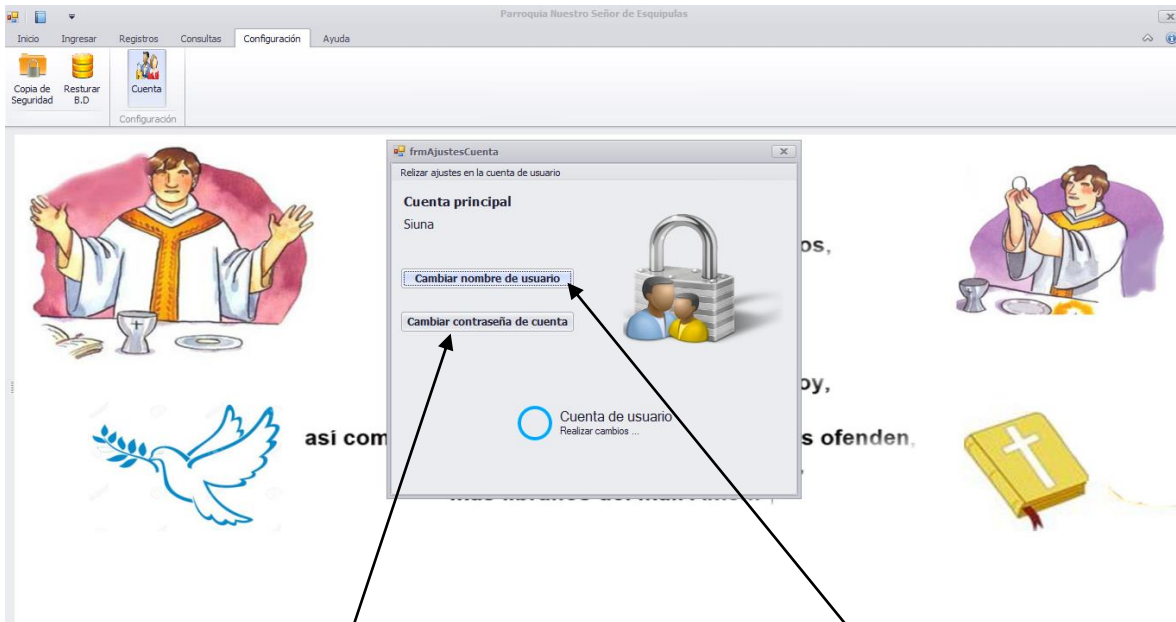 Parroquia Nuestro Señor de Esquipulas
Inicio Ingresar Registros Consultas Configuración Ayuda
Copia de Seguridad
Resturar B.D
Cuenta
Configuración
frmAjustesCuenta
Relizar ajustes en la cuenta de usuario
Cuenta principal
Siuna
Cambiar nombre de usuario
Cambiar contraseña de cuenta
Cuenta de usuario
Realizar cambios ...
os,
oy,
así com
s ofenden,